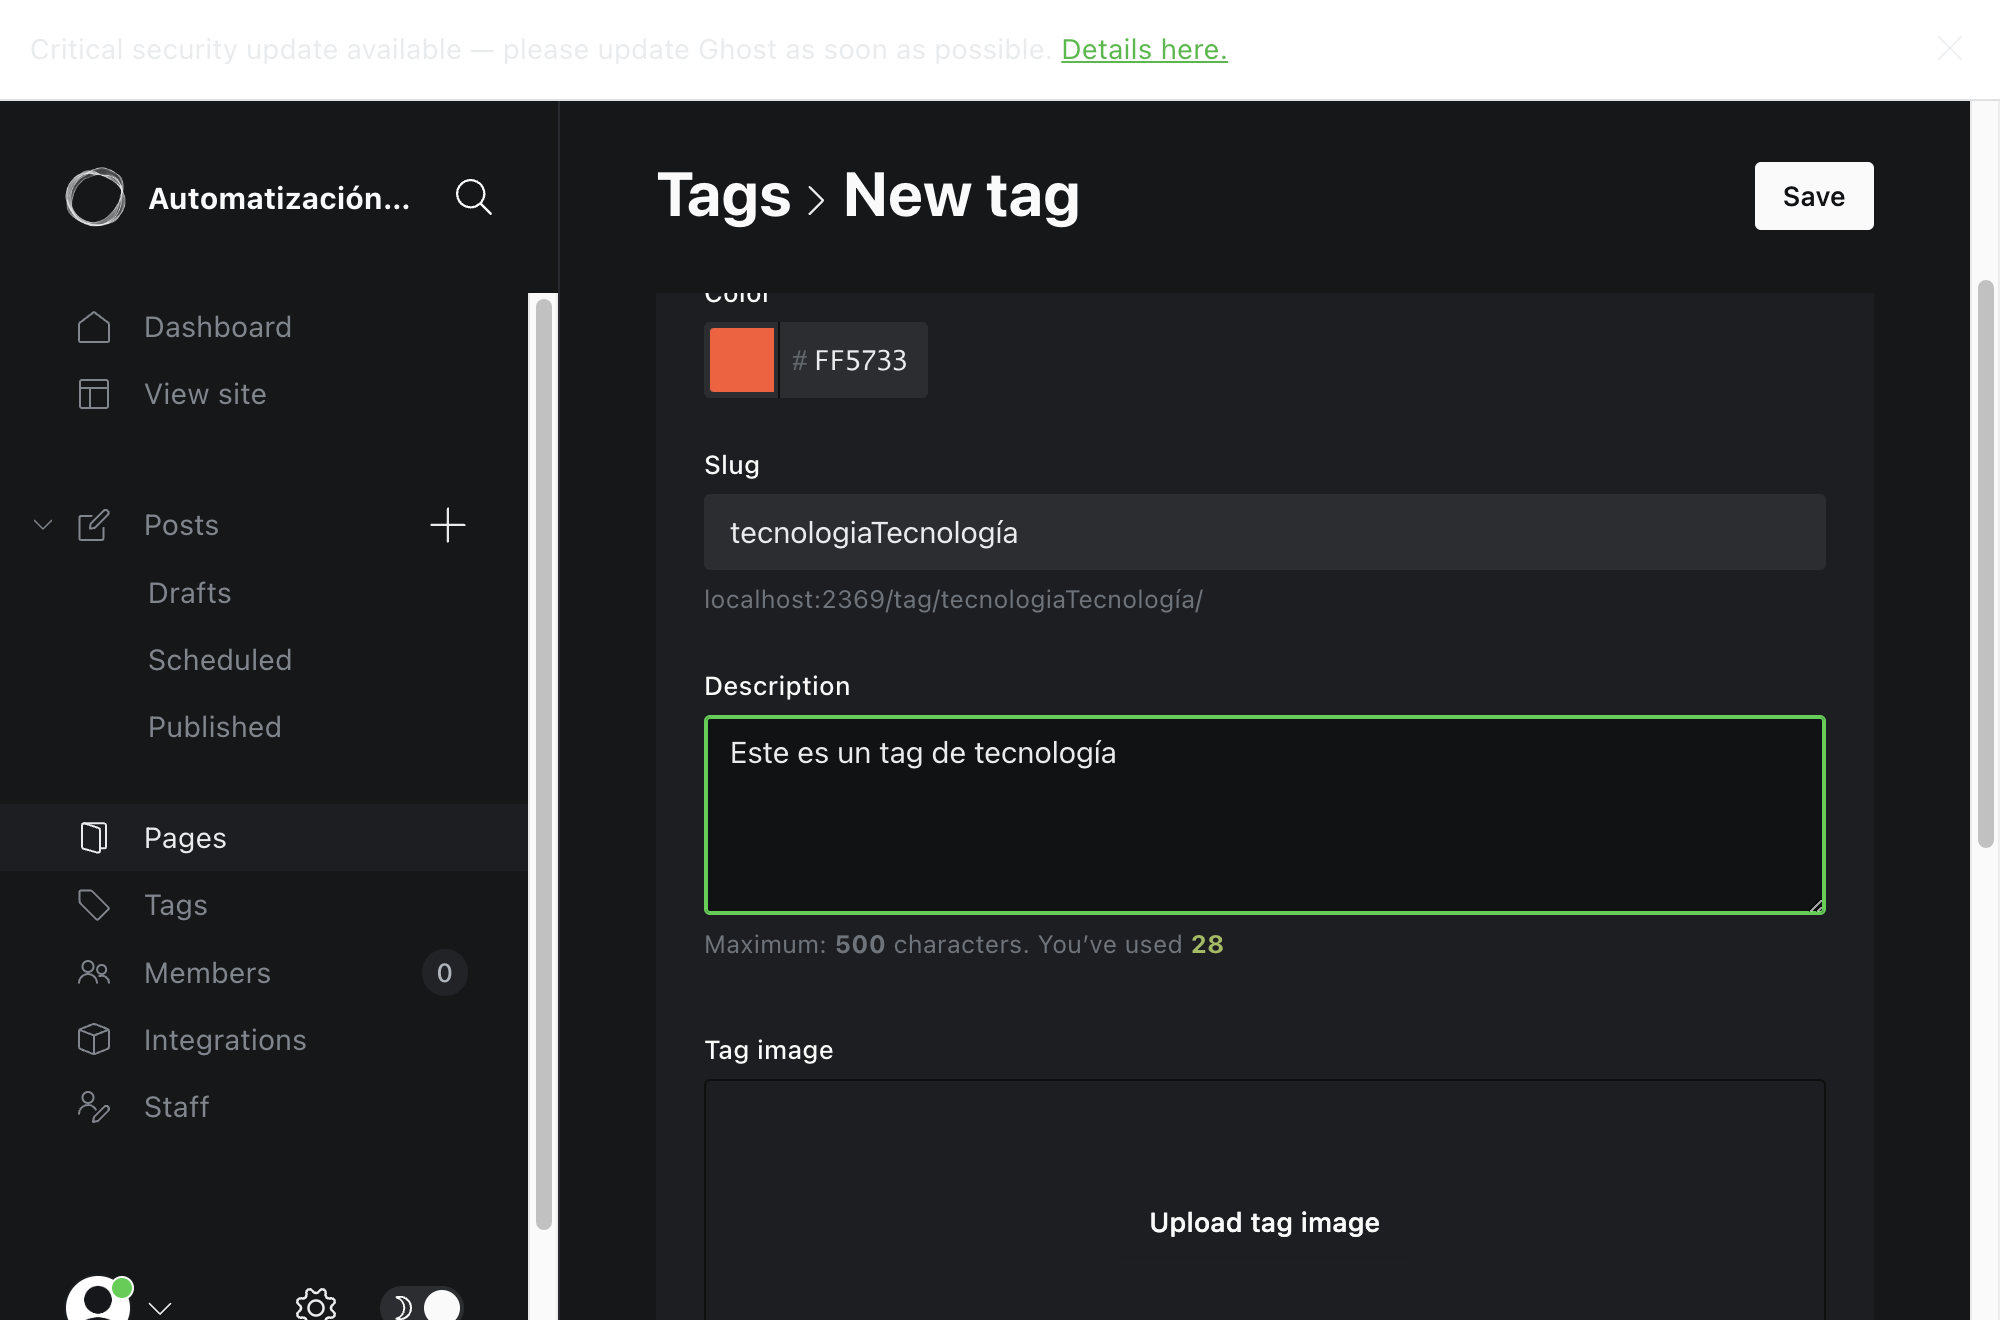 Critical security update available — please update Ghost as soon as possible. Details here.
Automatización...
Dashboard
View site
Posts
Drafts
Scheduled
Published
Pages
Tags
Members 0
Integrations
Staff
Tags > New tag
Save
Color
# FF5733
Slug
tecnologiaTecnología
localhost:2369/tag/tecnologiaTecnología/
Description
Este es un tag de tecnología
Maximum: 500 characters. You’ve used 28
Tag image
Upload tag image